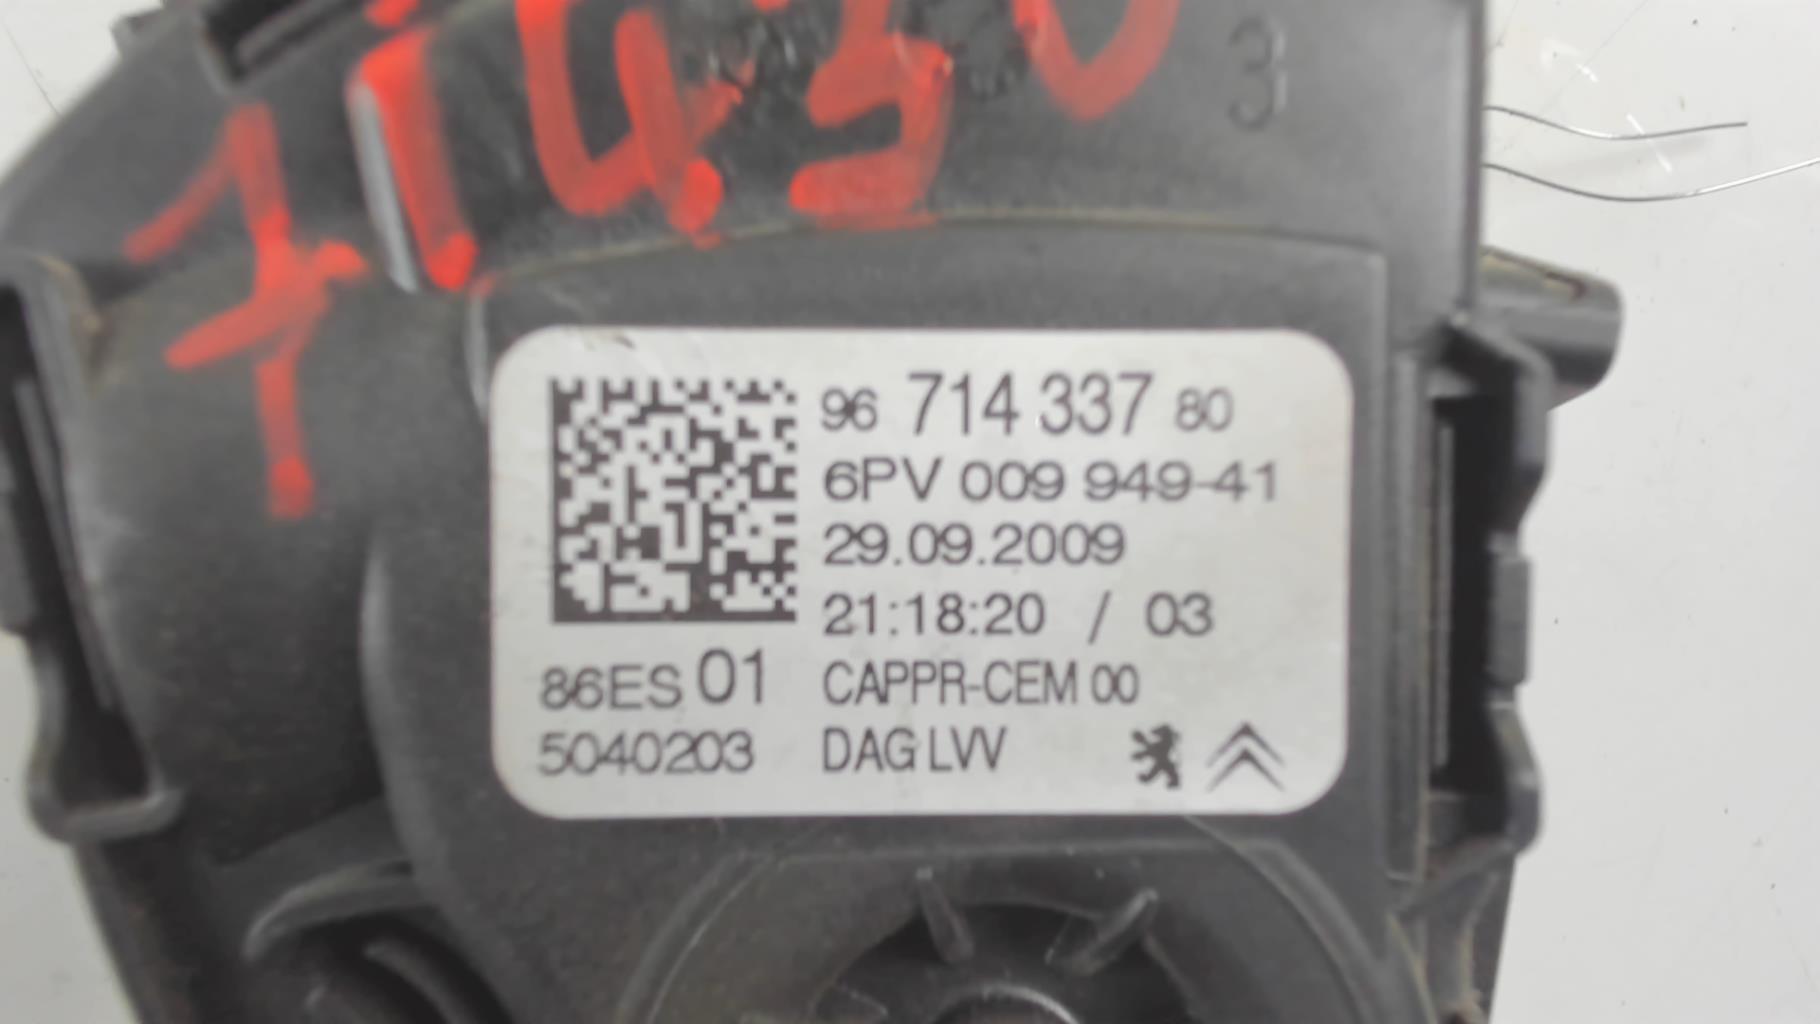 3
96 714 337 80
6PV 009 949-41
29.09.2009
21:18:20 / 03
86ES 01 CAPPR-CEM 00
5040203 DAG LVV